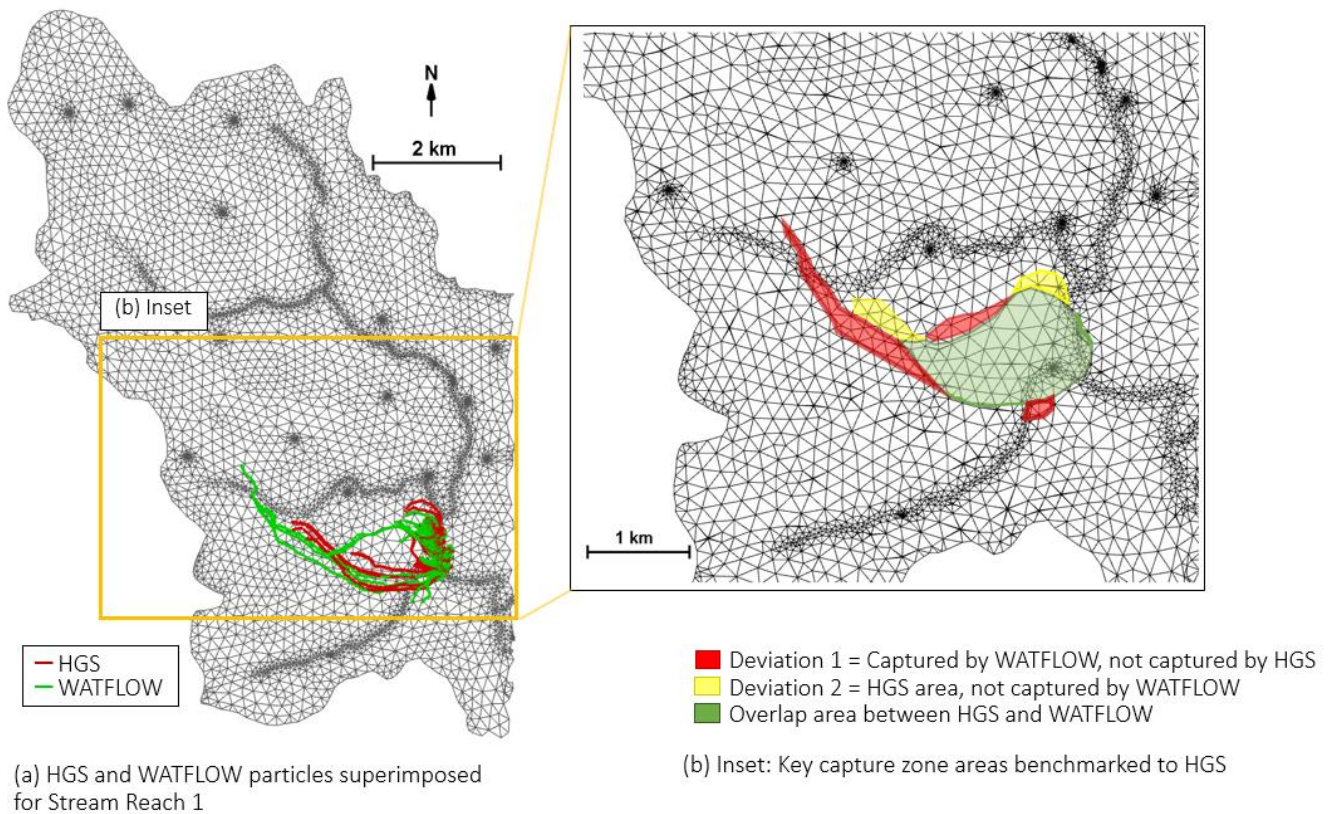 N
2 km
(b) Inset
HGS
WATFLOW
(a) HGS and WATFLOW particles superimposed
for Stream Reach 1
1 km
Deviation 1 = Captured by WATFLOW, not captured by HGS
Deviation 2 = HGS area, not captured by WATFLOW
Overlap area between HGS and WATFLOW
(b) Inset: Key capture zone areas benchmarked to HGS